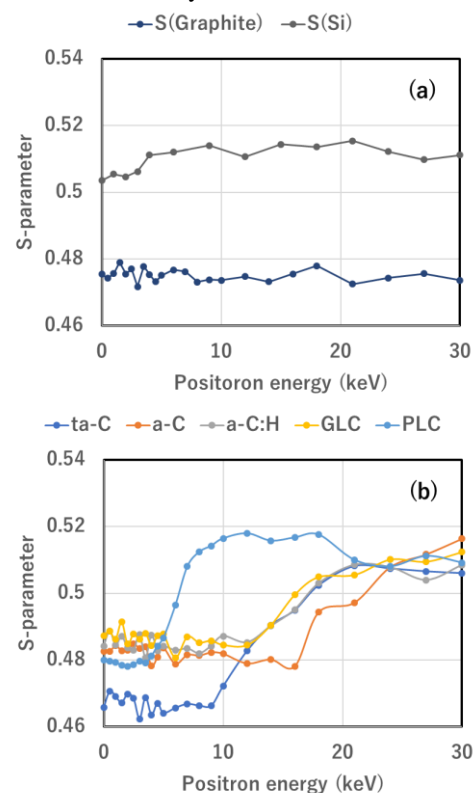 S(Graphite) S(Si)
(a)
0.54
0.52
0.5
0.48
0.46
S-parameter
0 10 20 30
Positoron energy (keV)
ta-C a-C a-C:H GLC PLC
(b)
0.54
0.52
0.5
0.48
0.46
S-parameter
0 10 20 30
Positron energy (keV)